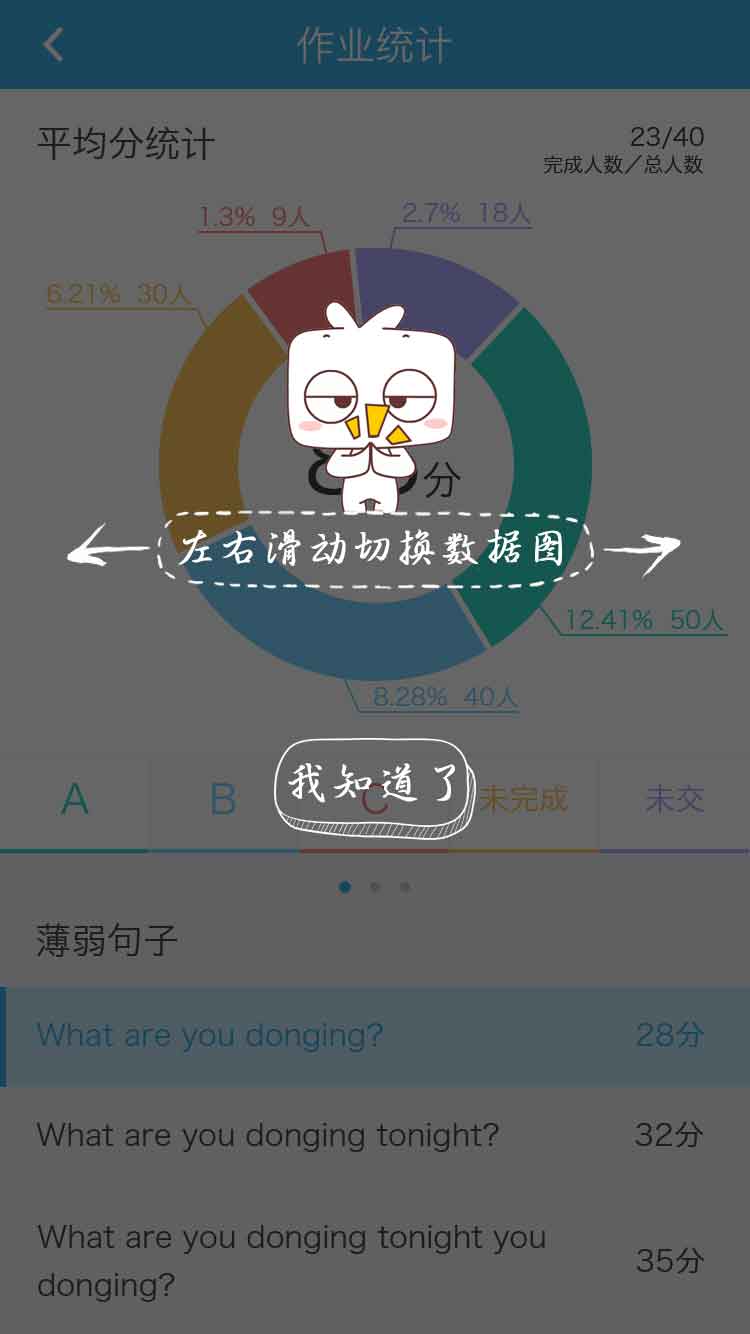 作业统计
平均分统计
23/40
完成人数／总人数
1.3% 9人
2.7% 18人
6.21% 30人
分
左右滑动切换数据图
12.41% 50人
8.28% 40人
我知道了
A
B
C
未完成
未交
薄弱句子
What are you donging?
28分
What are you donging tonight?
32分
What are you donging tonight you
donging?
35分